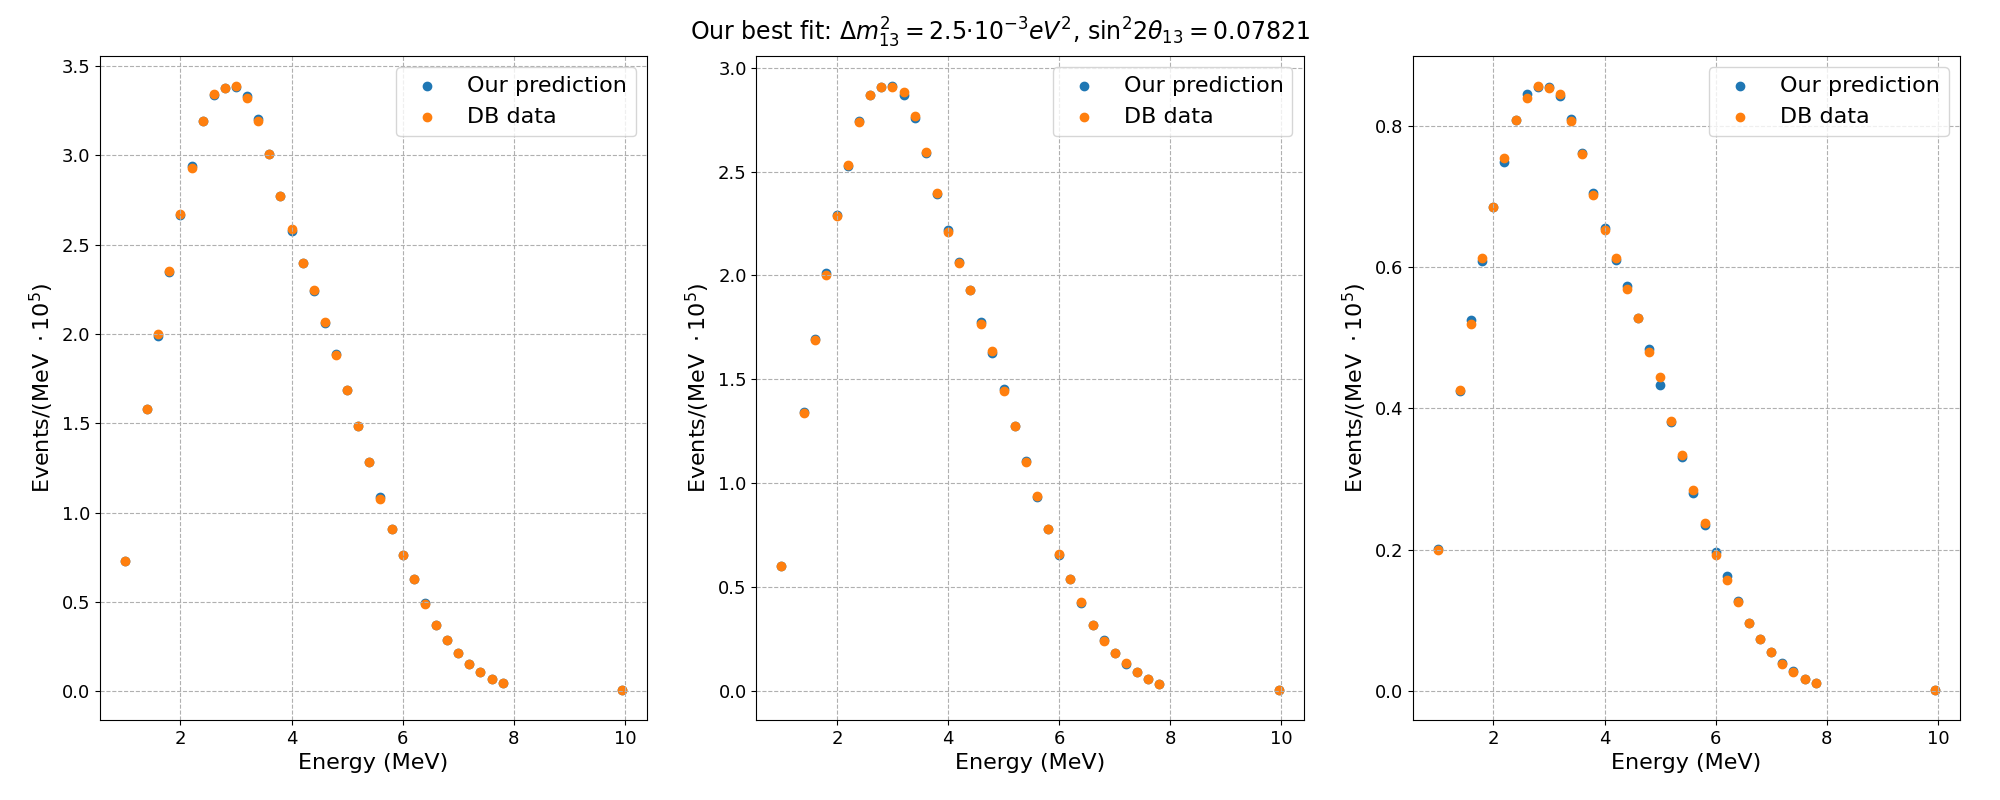 Our best fit: Δm²₁₃ = 2.5·10⁻³eV², sin²2θ₁₃ = 0.07821
3.5
3.0
2.5
2.0
1.5
1.0
0.5
0.0
Events/(MeV · 10⁵)
Our prediction
DB data
2 4 6 8 10
Energy (MeV)
3.0
2.5
2.0
1.5
1.0
0.5
0.0
Events/(MeV · 10⁵)
Our prediction
DB data
2 4 6 8 10
Energy (MeV)
0.8
0.6
0.4
0.2
0.0
Events/(MeV · 10⁵)
Our prediction
DB data
2 4 6 8 10
Energy (MeV)